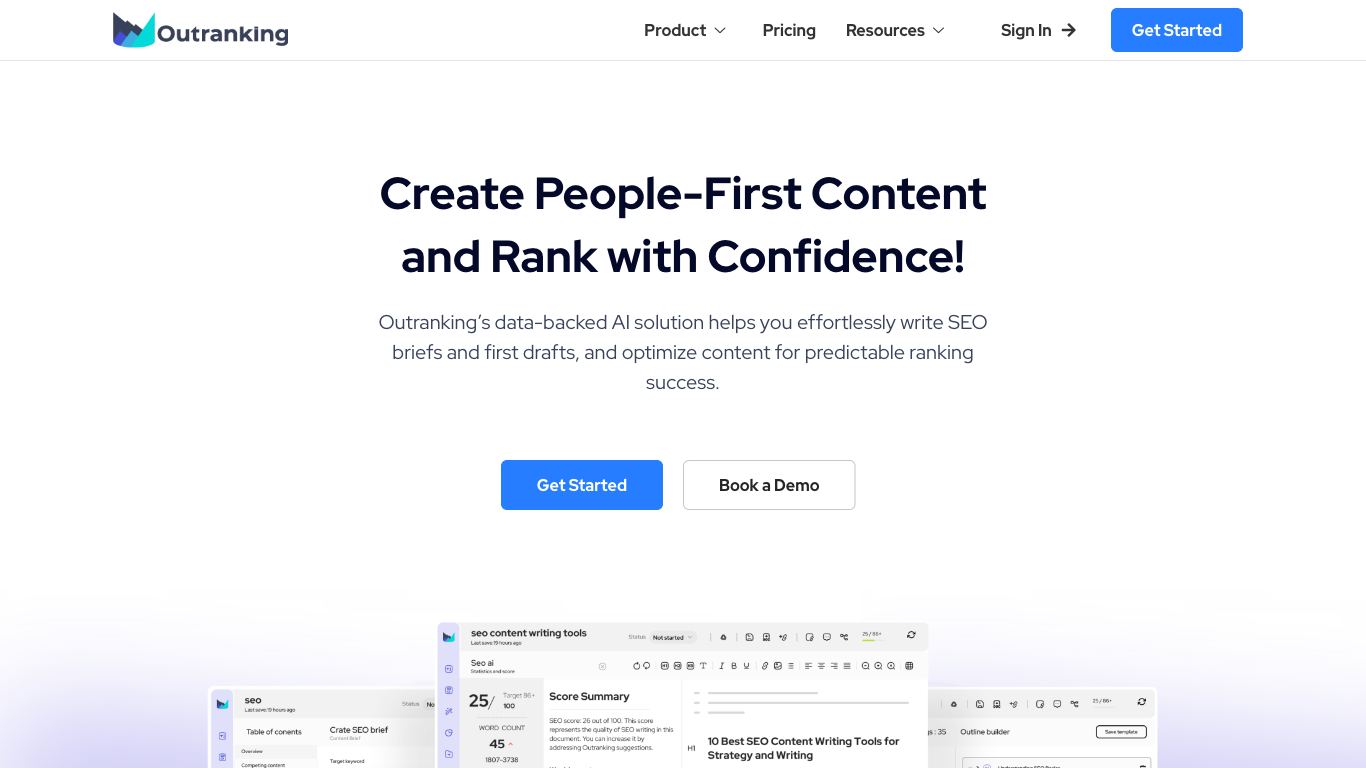 Outranking
Product
Pricing
Resources
Sign In
Get Started
Create People-First Content
and Rank with Confidence!
Outranking's data-backed AI solution helps you effortlessly write SEO
briefs and first drafts, and optimize content for predictable ranking
success.
Get Started
Book a Demo
seo content writing tools
Last save:19 hours ago
Status
Not started
25 / 86+
Seo ai
Statistics and score
25/
Target 86+
100
WORD COUNT
45
1807-3738
Score Summary
SEO score: 26 out of 100. This score
represents the quality of SEO writing in this
document. You can increase it by
addressing Outranking suggestions.
H1
10 Best SEO Content Writing Tools for
Strategy and Writing
seo
Last save:19 hours ago
Status
No
Table of conents
Overview
Competing content
Crate SEO brief
Content Brief
Target keyword
25 / 86+
gs : 35
Outline builder
Save template